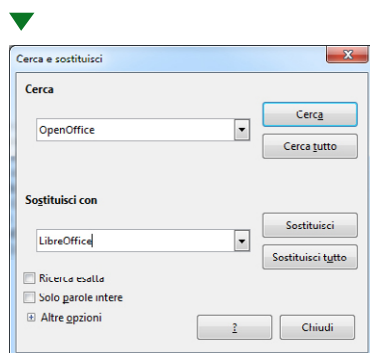 Cerca e sostituisci
Cerca
OpenOffice
Cerca
Cerca tutto
Sostituisci con
LibreOffice
Sostituisci
Sostituisci tutto
Ricerca esatta
Solo parole intere
Altre opzioni
?
Chiudi